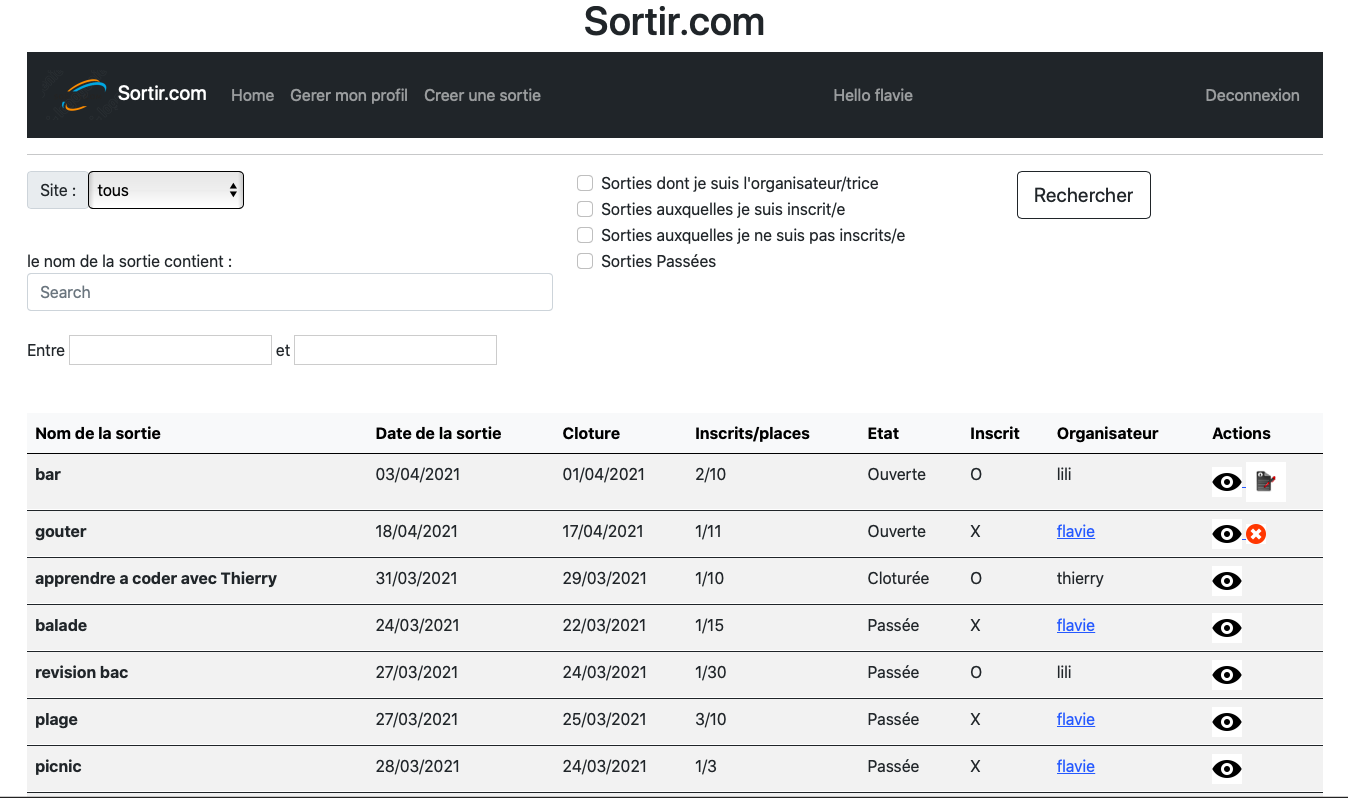 Sortir.com
Sortir.com Home Gerer mon profil Creer une sortie Hello flavie Deconnexion
Site : tous
Sorties dont je suis l'organisateur/trice
Sorties auxquelles je suis inscrit/e
Sorties auxquelles je ne suis pas inscrits/e
Sorties Passées
Rechercher
le nom de la sortie contient :
Search
Entre et
Nom de la sortie Date de la sortie Cloture Inscrits/places Etat Inscrit Organisateur Actions
bar 03/04/2021 01/04/2021 2/10 Ouverte O lili
gouter 18/04/2021 17/04/2021 1/11 Ouverte X flavie
apprendre a coder avec Thierry 31/03/2021 29/03/2021 1/10 Cloturée O thierry
balade 24/03/2021 22/03/2021 1/15 Passée X flavie
revision bac 27/03/2021 24/03/2021 1/30 Passée O lili
plage 27/03/2021 25/03/2021 3/10 Passée X flavie
picnic 28/03/2021 24/03/2021 1/3 Passée X flavie